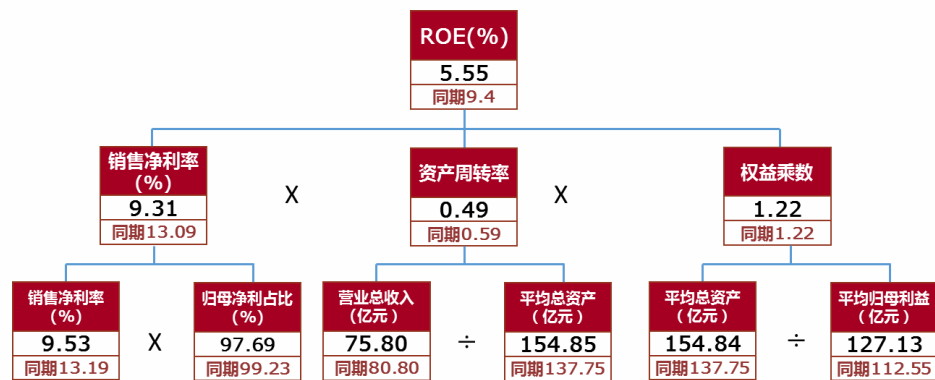 ROE(%)
5.55
同期9.4
销售净利率
(%)
9.31
同期13.09
X
资产周转率
0.49
同期0.59
X
权益乘数
1.22
同期1.22
销售净利率
(%)
9.53
同期13.19
X
归母净利占比
(%)
97.69
同期99.23
营业总收入
(亿元）
75.80
同期80.80
÷
平均总资产
（亿元）
154.85
同期137.75
平均总资产
（亿元）
154.84
同期137.75
÷
平均归母利益
（亿元）
127.13
同期112.55